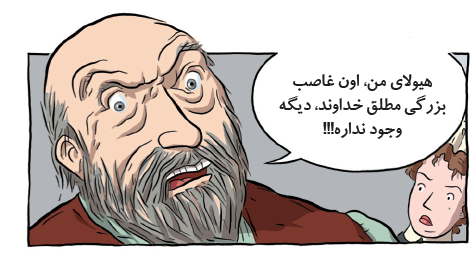 هیولای من، اون غاصب
بزرگی مطلق خداوند، دیگه
وجود نداره!!!